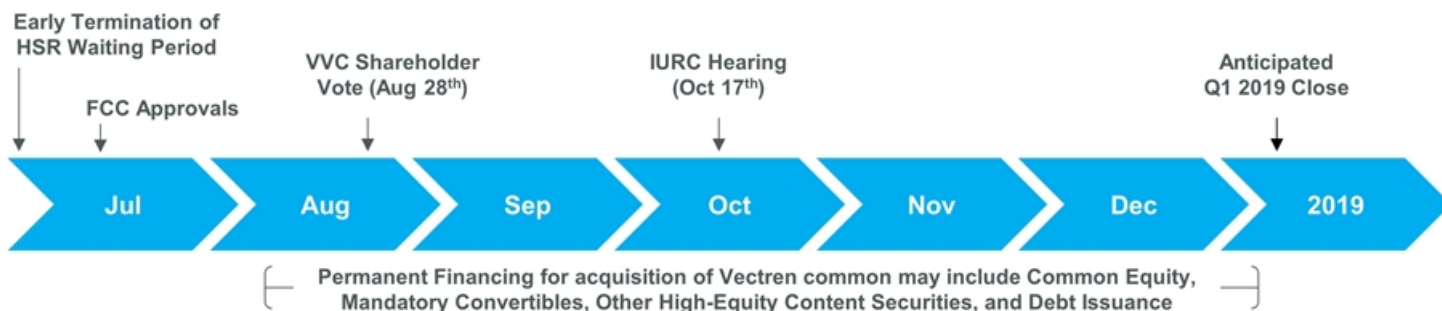 Early Termination of
HSR Waiting Period
FCC Approvals
VVC Shareholder
Vote (Aug 28th)
IURC Hearing
(Oct 17th)
Anticipated
Q1 2019 Close
Jul
Aug
Sep
Oct
Nov
Dec
2019
Permanent Financing for acquisition of Vectren common may include Common Equity,
Mandatory Convertibles, Other High-Equity Content Securities, and Debt Issuance